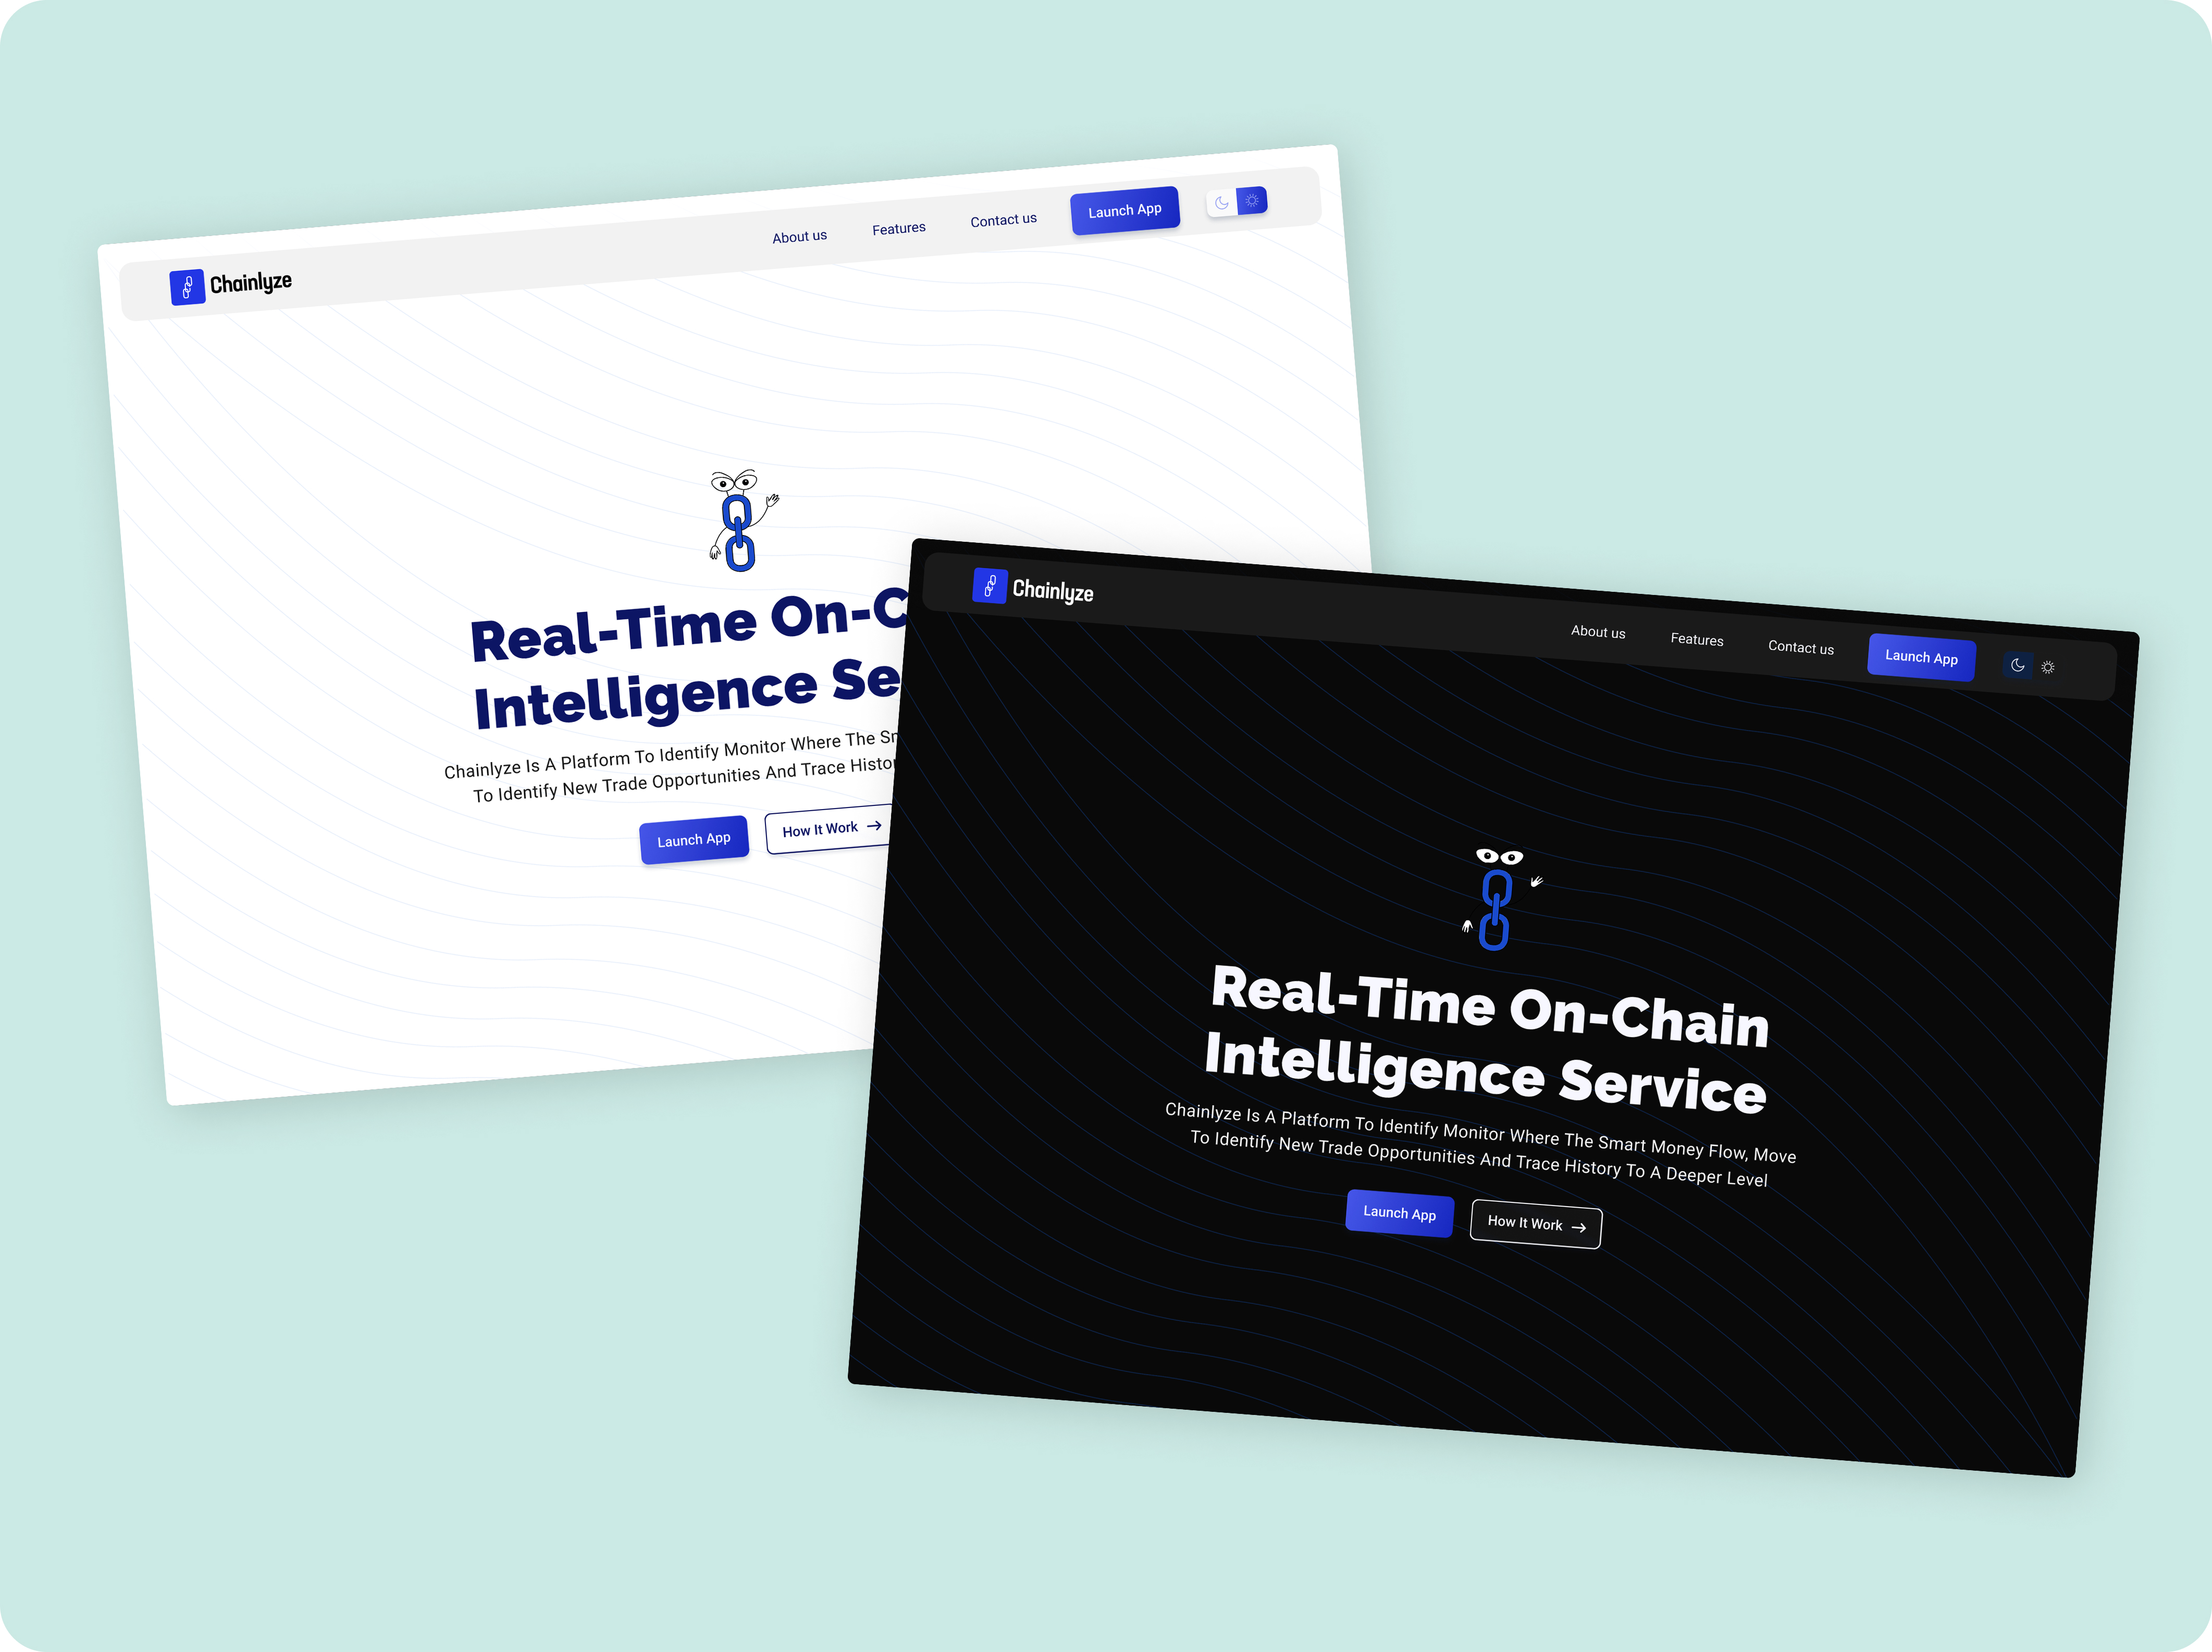 Chainlyze
About us
Features
Contact us
Launch App
Real-Time On-C
Intelligence Se
Chainlyze Is A Platform To Identify Monitor Where The
To Identify New Trade Opportunities And Trace Histor
Launch App
How It Work
Chainlyze
About us
Features
Contact us
Launch App
Real-Time On-Chain
Intelligence Service
Chainlyze Is A Platform To Identify Monitor Where The Smart Money Flow, Move
To Identify New Trade Opportunities And Trace History To A Deeper Level
Launch App
How It Work